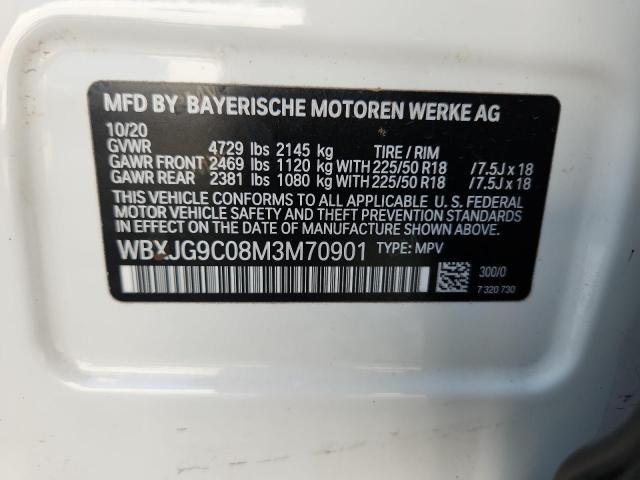 MFD BY BAYERISCHE MOTOREN WERKE AG
10/20
GVWR 4729 lbs 2145 kg TIRE / RIM
GAWR FRONT 2469 lbs 1120 kg WITH 225/50 R18 /7.5J x 18
GAWR REAR 2381 lbs 1080 kg WITH 225/50 R18 /7.5J x 18
THIS VEHICLE CONFORMS TO ALL APPLICABLE U. S. FEDERAL
MOTOR VEHICLE SAFETY AND THEFT PREVENTION STANDARDS
IN EFFECT ON THE DATE OF MANUFACTURE SHOWN ABOVE.
WBXJG9C08M3M70901 TYPE: MPV
300/0
7 320 730